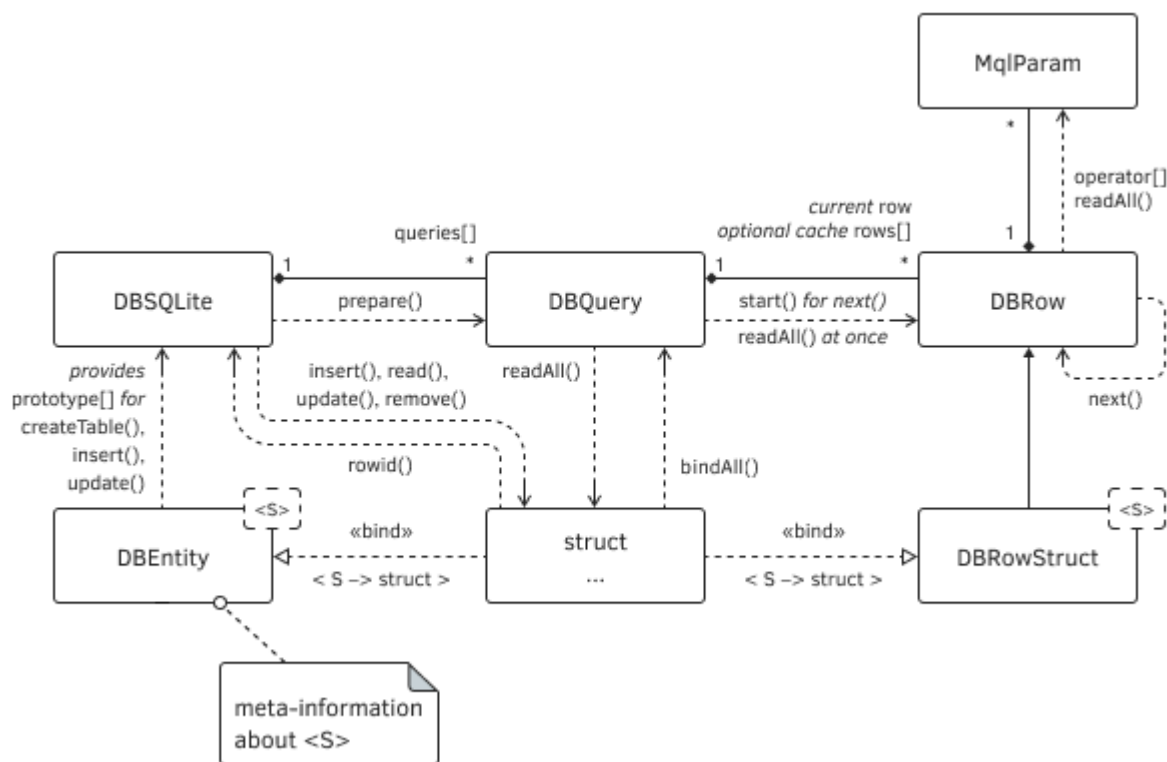 MqlParam
*
operator[]
readAll()
current row
optional cache rows[]
1
queries[]
1
*
1
*
DBSQLite
prepare()
DBQuery
start() for next()
readAll() at once
DBRow
next()
provides
prototype[] for
createTable(),
insert(),
update()
insert(), read(),
update(), remove()
rowid()
readAll()
bindAll()
<S>
DBEntity
«bind»
< S –> struct >
struct
...
«bind»
< S –> struct >
<S>
DBRowStruct
meta-information
about <S>